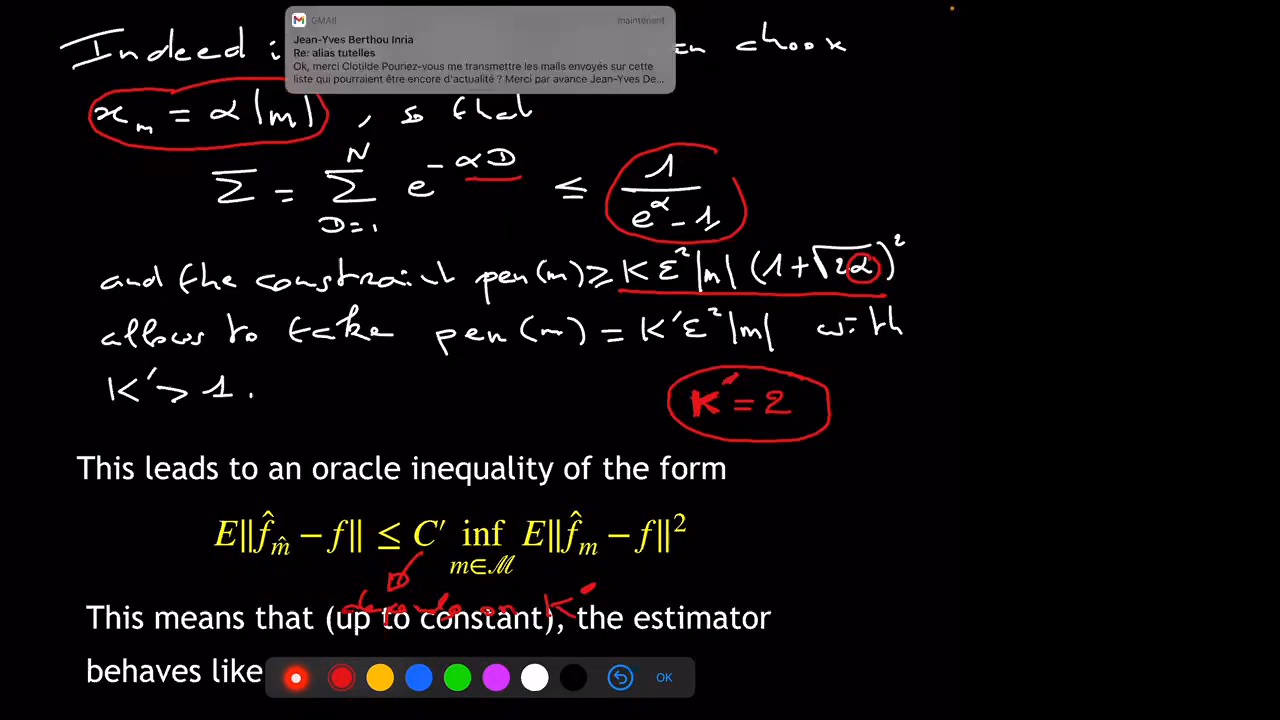 GMAIL maintenant
Jean-Yves Berthou Inria
Re: alias tutelles
Ok, merci Clotilde Pourriez-vous me transmettre les mails envoyés sur cette
liste qui pourraient être encore d'actualité ? Merci par avance Jean-Yves De...
Indeed choose
x_m = α|m| , so that
Σ = ∑_{D=1}^{N} e^{-αD} ≤ 1/(e^α - 1)
and the constraint pen(m) ≥ K ε² |m| (1+√2α)²
allows to take pen(m) = K' ε² |m| with
K' > 1 .
K' = 2
This leads to an oracle inequality of the form
E||f̂_m̂ − f|| ≤ C' inf_{m∈ℳ} E||f̂_m − f||²
depends on K'
This means that (up to constant), the estimator
behaves like
OK